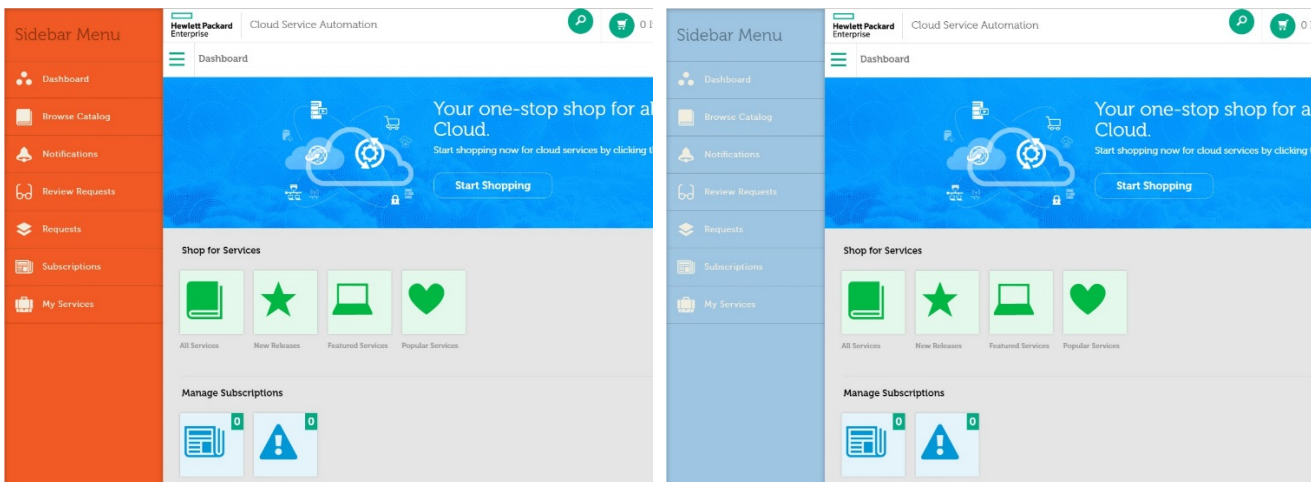 Sidebar Menu
Dashboard
Browse Catalog
Notifications
Review Requests
Requests
Subscriptions
My Services
Hewlett Packard
Enterprise
Cloud Service Automation
0
Dashboard
Your one-stop shop for
Cloud.
Start shopping now for cloud services by clicking
Start Shopping
Shop for Services
All Services
New Releases
Featured Services
Popular Services
Manage Subscriptions
0
0
Sidebar Menu
Dashboard
Browse Catalog
Notifications
Review Requests
Requests
Subscriptions
My Services
Hewlett Packard
Enterprise
Cloud Service Automation
0
Dashboard
Your one-stop shop for
Cloud.
Start shopping now for cloud services by clicking
Start Shopping
Shop for Services
All Services
New Releases
Featured Services
Popular Services
Manage Subscriptions
0
0